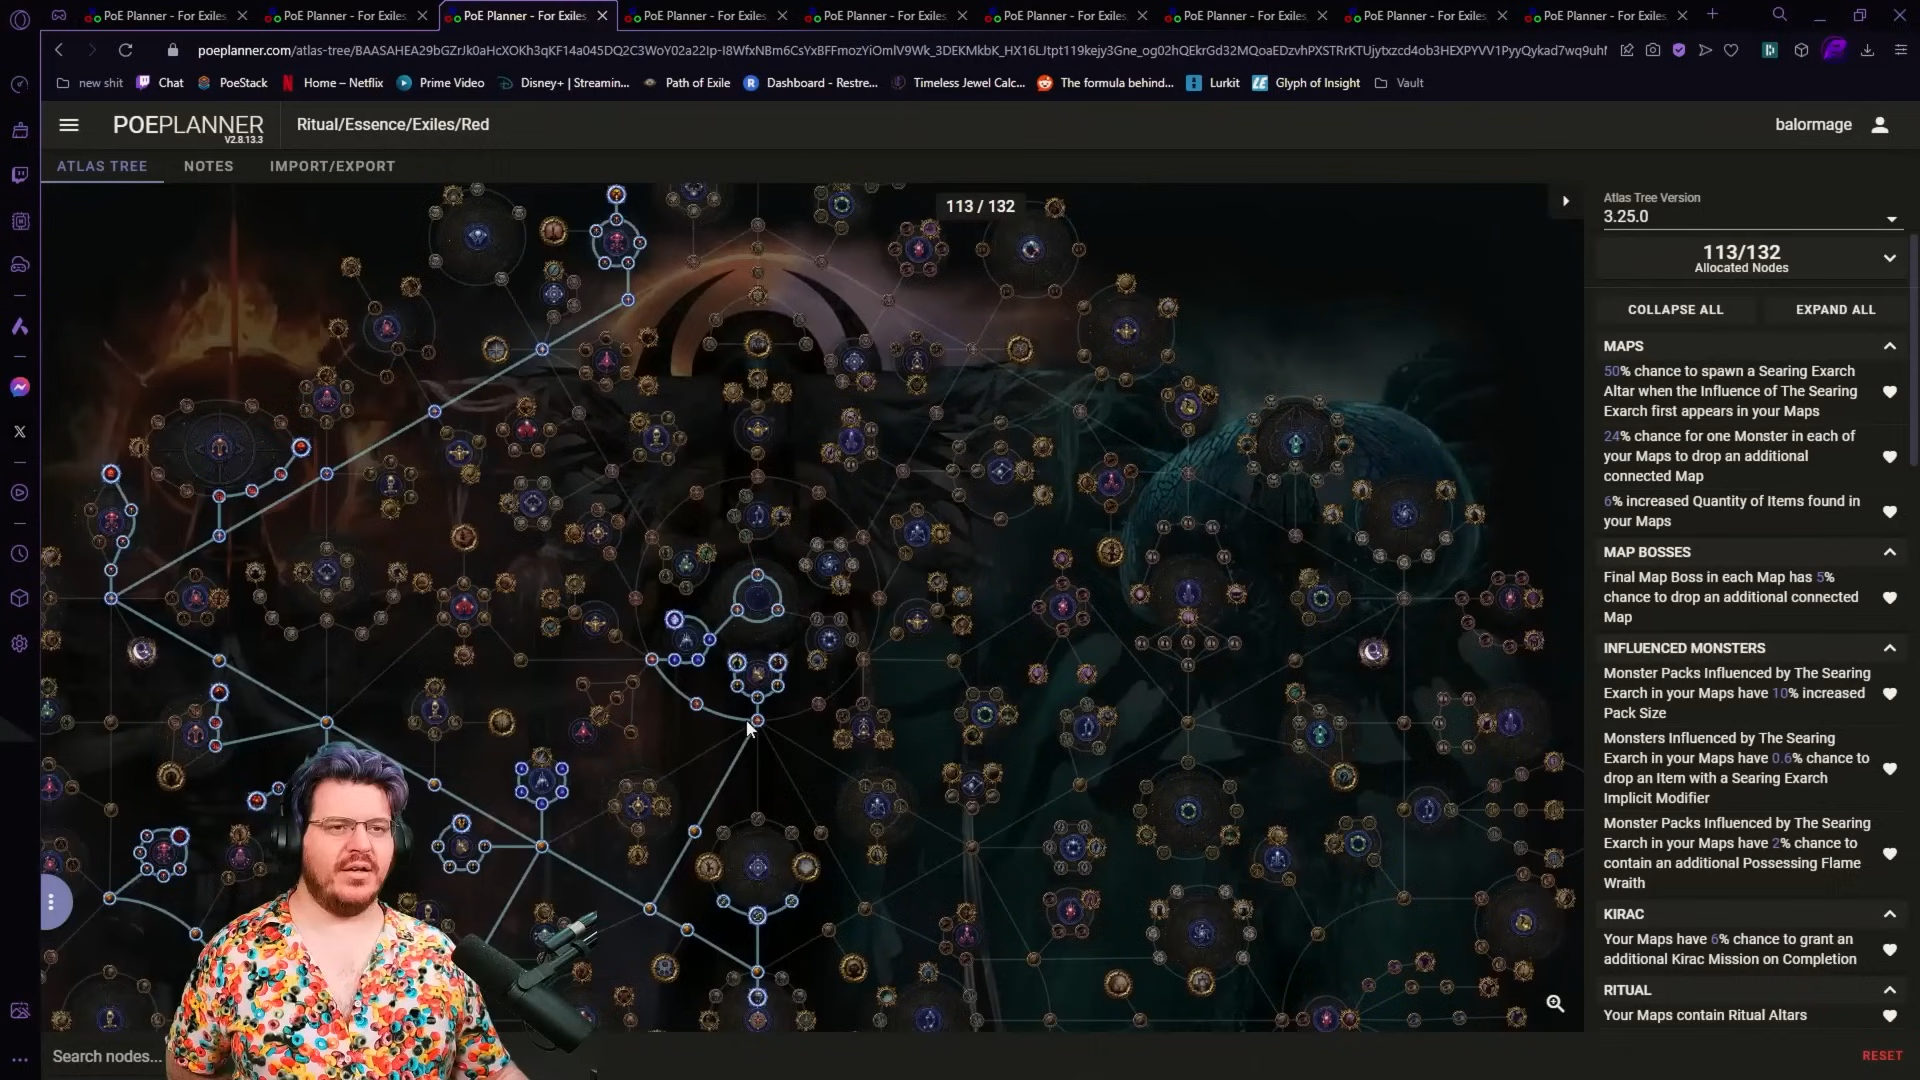 PoE Planner - For Exiles,
PoE Planner - For Exiles,
PoE Planner - For Exiles,
PoE Planner - For Exiles,
PoE Planner - For Exiles,
PoE Planner - For Exiles,
PoE Planner - For Exiles,
PoE Planner - For Exiles,
PoE Planner - For Exiles,
new shit
Chat
PoeStack
Home – Netflix
Prime Video
Disney+ | Streamin...
Path of Exile
Dashboard - Restre...
Timeless Jewel Calc...
The formula behind...
Lurkit
Glyph of Insight
Vault
POEPLANNER
V2.8.13.3
Ritual/Essence/Exiles/Red
balormage
ATLAS TREE
NOTES
IMPORT/EXPORT
113 / 132
Atlas Tree Version
3.25.0
113/132
Allocated Nodes
COLLAPSE ALL
EXPAND ALL
MAPS
50% chance to spawn a Searing Exarch
Altar when the Influence of The Searing
Exarch first appears in your Maps
24% chance for one Monster in each of
your Maps to drop an additional
connected Map
6% increased Quantity of Items found in
your Maps
MAP BOSSES
Final Map Boss in each Map has 5%
chance to drop an additional connected
Map
INFLUENCED MONSTERS
Monster Packs Influenced by The Searing
Exarch in your Maps have 10% increased
Pack Size
Monsters Influenced by The Searing
Exarch in your Maps have 0.6% chance to
drop an Item with a Searing Exarch
Implicit Modifier
Monster Packs Influenced by The Searing
Exarch in your Maps have 2% chance to
contain an additional Possessing Flame
Wraith
KIRAC
Your Maps have 6% chance to grant an
additional Kirac Mission on Completion
RITUAL
Your Maps contain Ritual Altars
Search nodes...
RESET